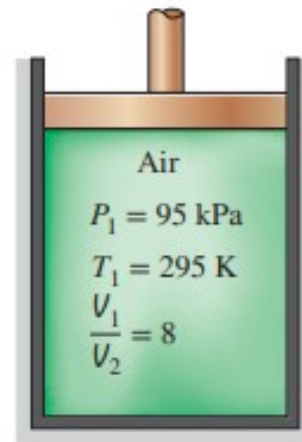 Air
P₁ = 95 kPa
T₁ = 295 K
V₁
— = 8
V₂